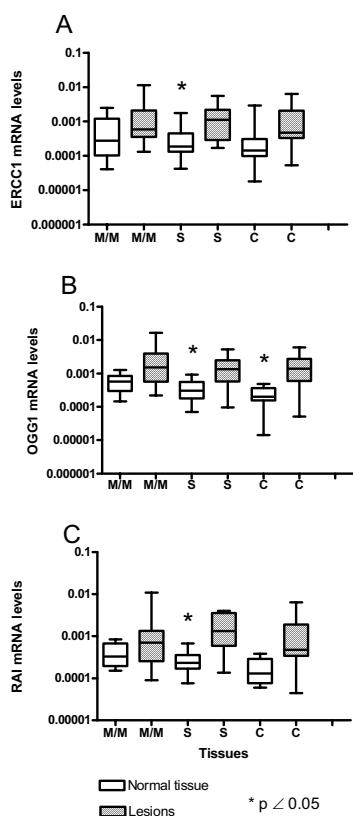 A
0.1
0.01
0.001
0.0001
0.00001
0.000001
ERCC1 mRNA levels
*
M/M M/M S S C C
B
0.1
0.01
0.001
0.0001
0.00001
0.000001
OGG1 mRNA levels
* *
M/M M/M S S C C
C
0.1
0.01
0.001
0.0001
0.00001
RAI mRNA levels
*
M/M M/M S S C C
Tissues
Normal tissue
Lesions
* p ∠ 0.05